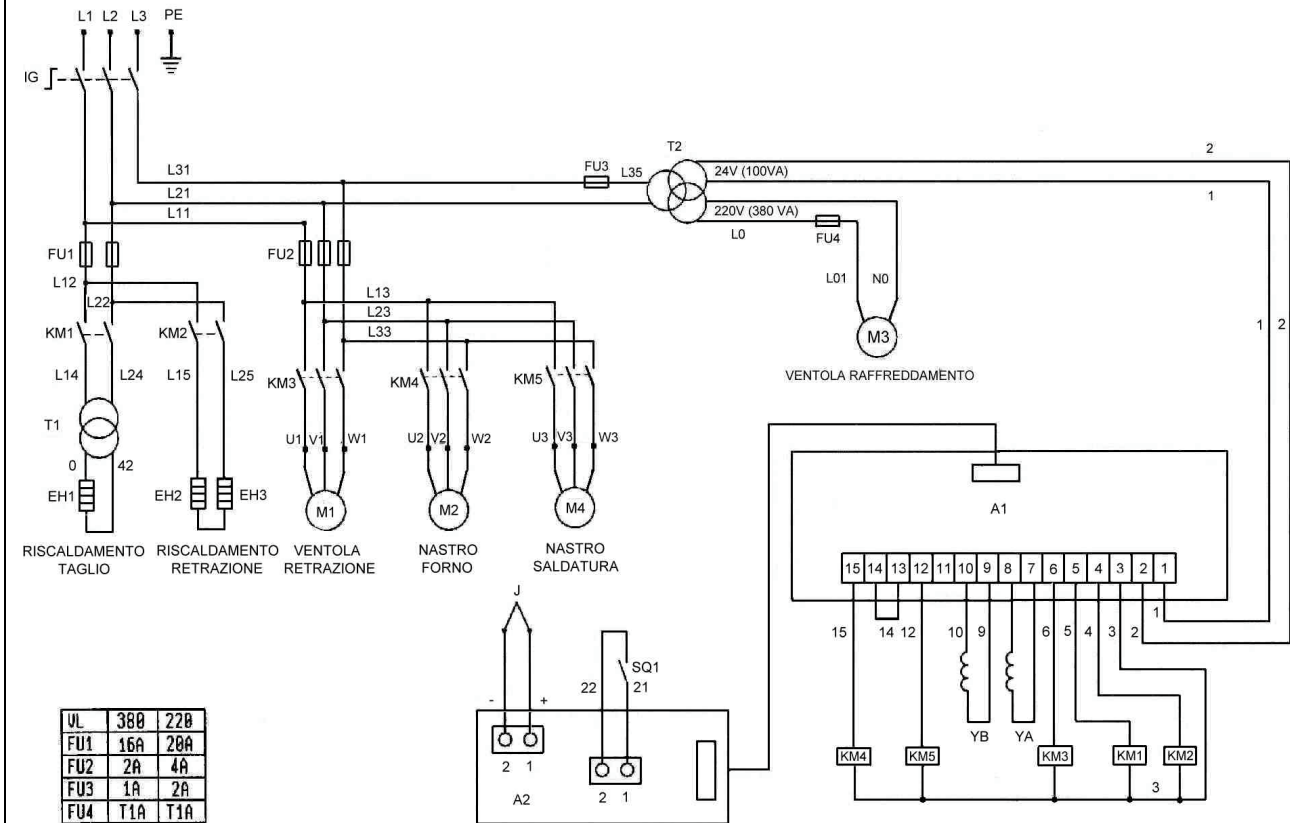 L1 L2 L3 PE
IG
T2
2
L31
FU3
L35
24V (100VA)
L21
1
L11
220V (380 VA)
L0
FU4
FU1
FU2
L12
L01
N0
L22
L13
L23
L33
1 2
KM1
KM2
M3
VENTOLA RAFFREDDAMENTO
L14
L24
L15
L25
KM3
KM4
KM5
T1
U1 V1 W1
U2 V2 W2
U3 V3 W3
0
42
EH1
EH2
EH3
M1
M2
M4
A1
RISCALDAMENTO
TAGLIO
RISCALDAMENTO
RETRAZIONE
VENTOLA
RETRAZIONE
NASTRO
FORNO
NASTRO
SALDATURA
15 14 13 12 11 10 9 8 7 6 5 4 3 2 1
J
1
15
14
12
10
9
6
5
4
3
2
SQ1
22
21
-
+
YB
YA
2 1
2 1
A2
KM4
KM5
KM3
KM1
KM2
3
VL 380 220
FU1 16A 20A
FU2 2A 4A
FU3 1A 2A
FU4 T1A T1A